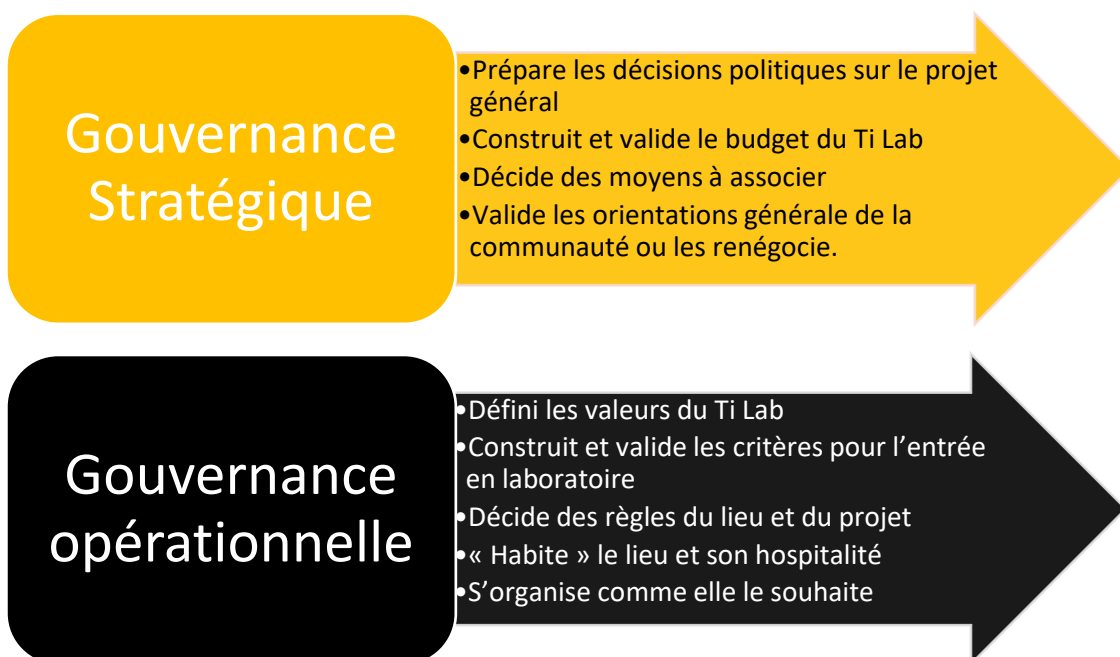 Gouvernance
Stratégique
•Prépare les décisions politiques sur le projet
général
•Construit et valide le budget du Ti Lab
•Décide des moyens à associer
•Valide les orientations générale de la
communauté ou les renégocie.
Gouvernance
opérationnelle
•Défini les valeurs du Ti Lab
•Construit et valide les critères pour l’entrée
en laboratoire
•Décide des règles du lieu et du projet
•« Habite » le lieu et son hospitalité
•S’organise comme elle le souhaite